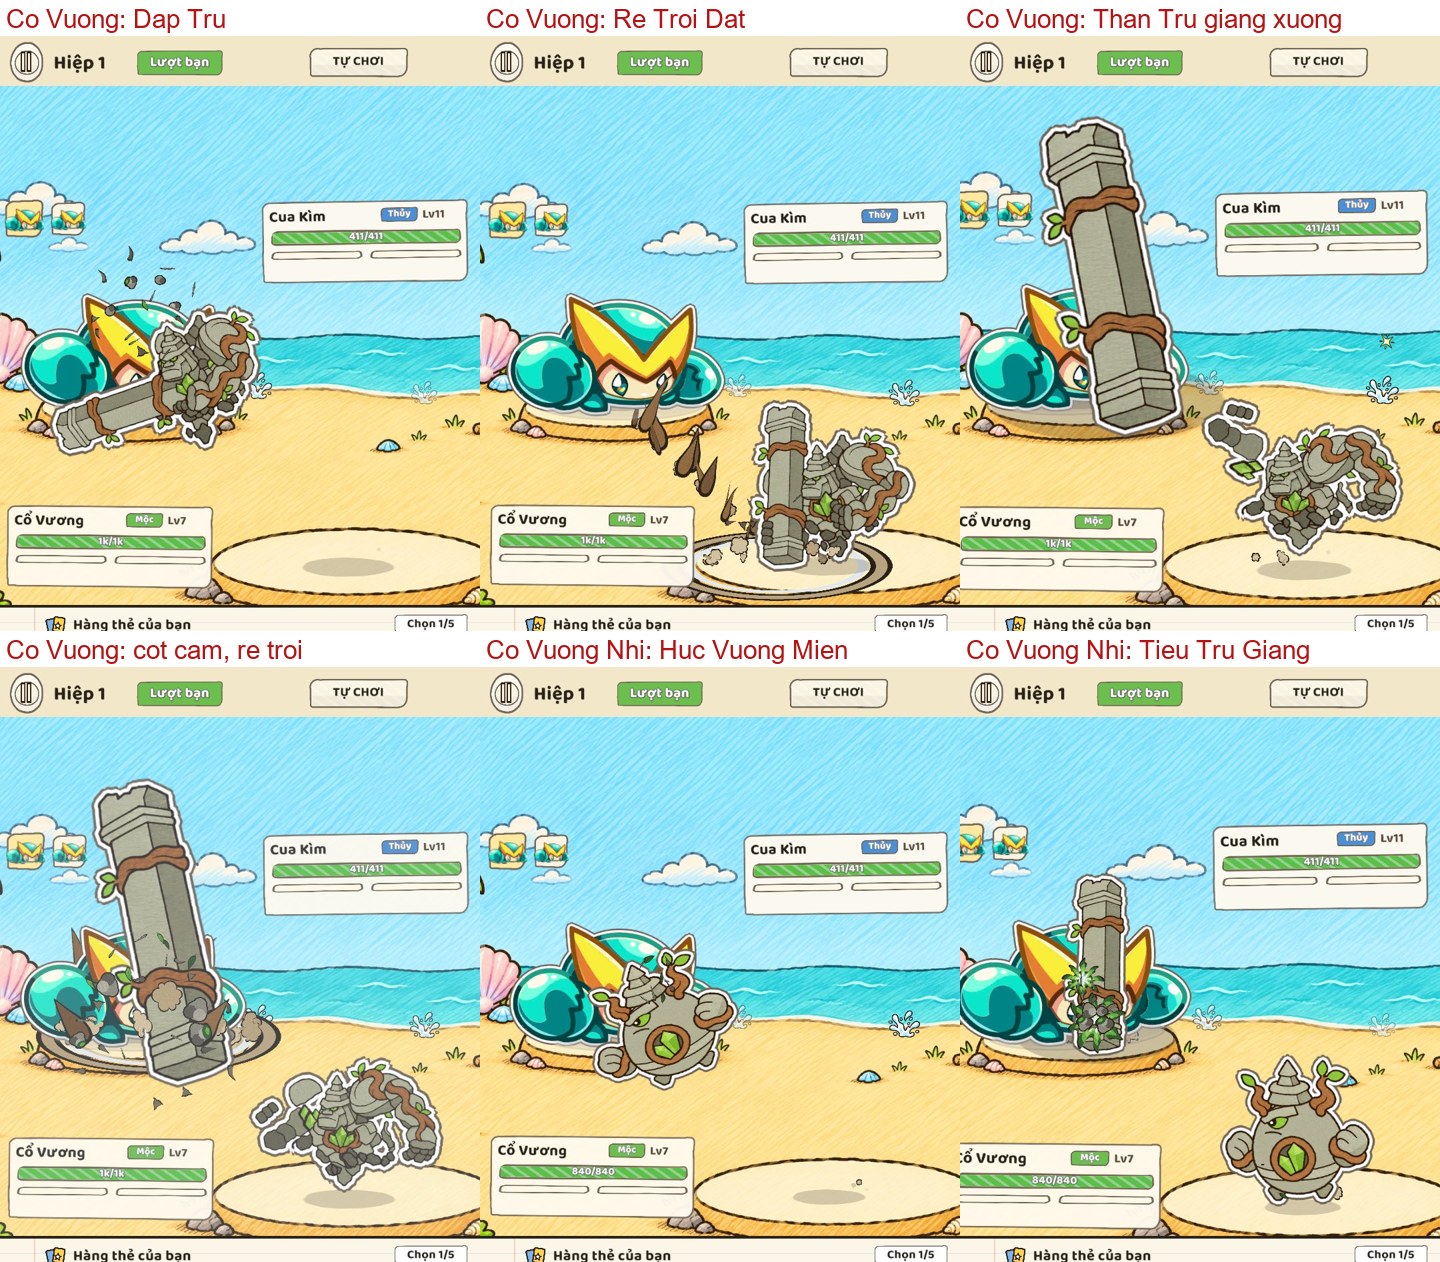 Co Vuong: Dap Tru
Hiệp 1
Lượt bạn
TỰ CHƠI
Cua Kìm
Thủy
Lv11
411/411
Cổ Vương
Mộc
Lv7
1k/1k
Hàng thẻ của bạn
Chọn 1/5
Co Vuong: Re Troi Dat
Hiệp 1
Lượt bạn
TỰ CHƠI
Cua Kìm
Thủy
Lv11
411/411
Cổ Vương
Mộc
Lv7
1k/1k
Hàng thẻ của bạn
Chọn 1/5
Co Vuong: Than Tru giang xuong
Hiệp 1
Lượt bạn
TỰ CHƠI
Cua Kìm
Thủy
Lv11
411/411
Cổ Vương
Mộc
Lv7
1k/1k
Hàng thẻ của bạn
Chọn 1/5
Co Vuong: cot cam, re troi
Hiệp 1
Lượt bạn
TỰ CHƠI
Cua Kìm
Thủy
Lv11
411/411
Cổ Vương
Mộc
Lv7
1k/1k
Hàng thẻ của bạn
Chọn 1/5
Co Vuong Nhi: Huc Vuong Mien
Hiệp 1
Lượt bạn
TỰ CHƠI
Cua Kìm
Thủy
Lv11
411/411
Cổ Vương
Mộc
Lv7
840/840
Hàng thẻ của bạn
Chọn 1/5
Co Vuong Nhi: Tieu Tru Giang
Hiệp 1
Lượt bạn
TỰ CHƠI
Cua Kìm
Thủy
Lv11
411/411
Cổ Vương
Mộc
Lv7
840/840
Hàng thẻ của bạn
Chọn 1/5